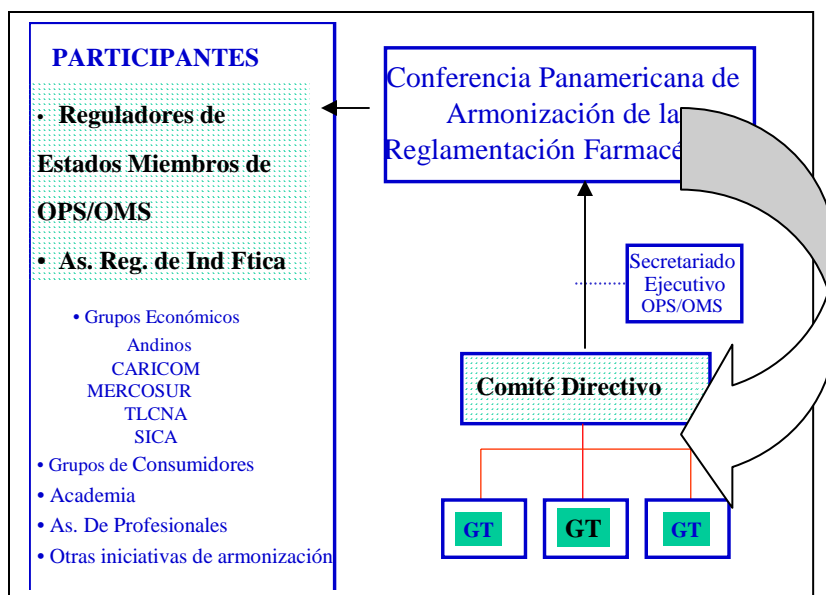 PARTICIPANTES
• Reguladores de
Estados Miembros de
OPS/OMS
• As. Reg. de Ind Ftica
• Grupos Económicos
Andinos
CARICOM
MERCOSUR
TLCNA
SICA
• Grupos de Consumidores
• Academia
• As. De Profesionales
• Otras iniciativas de armonización
Conferencia Panamericana de
Armonización de la
Reglamentación
Secretariado
Ejecutivo
OPS/OMS
Comité Directivo
GT
GT
GT